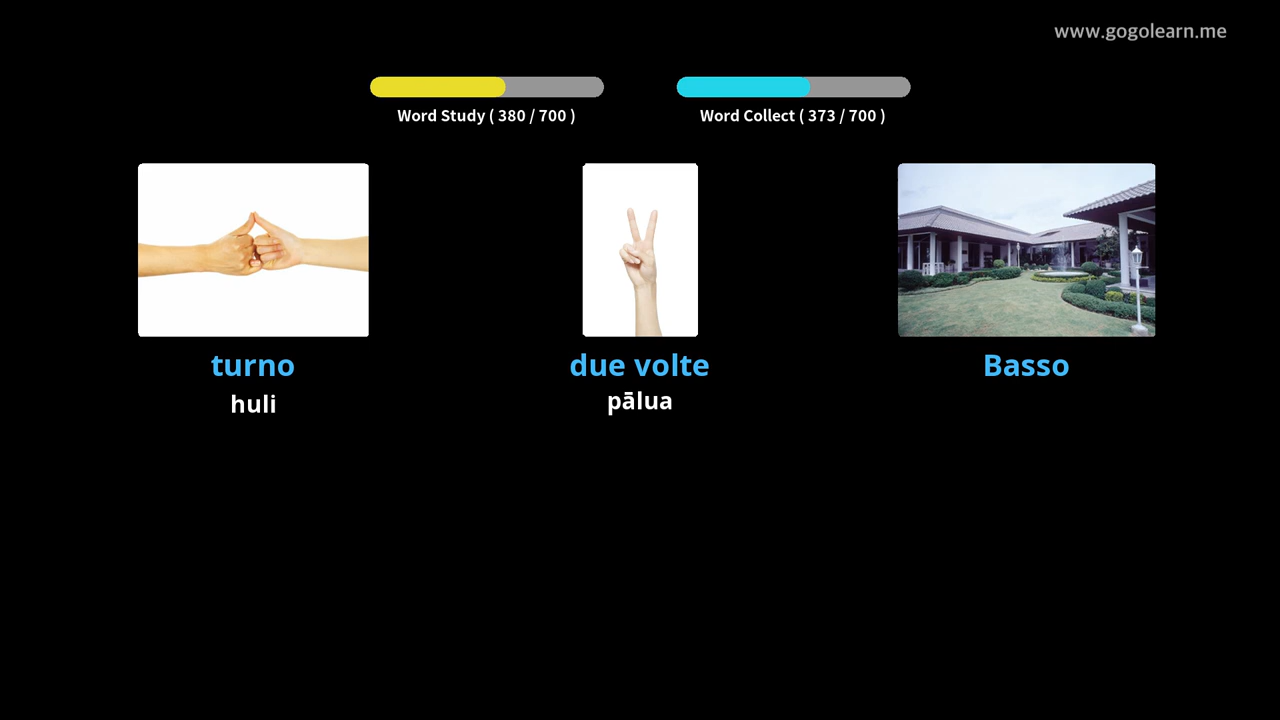 www.gogolearn.me
Word Study ( 380 / 700 )
Word Collect ( 373 / 700 )
turno
due volte
Basso
huli
pālua